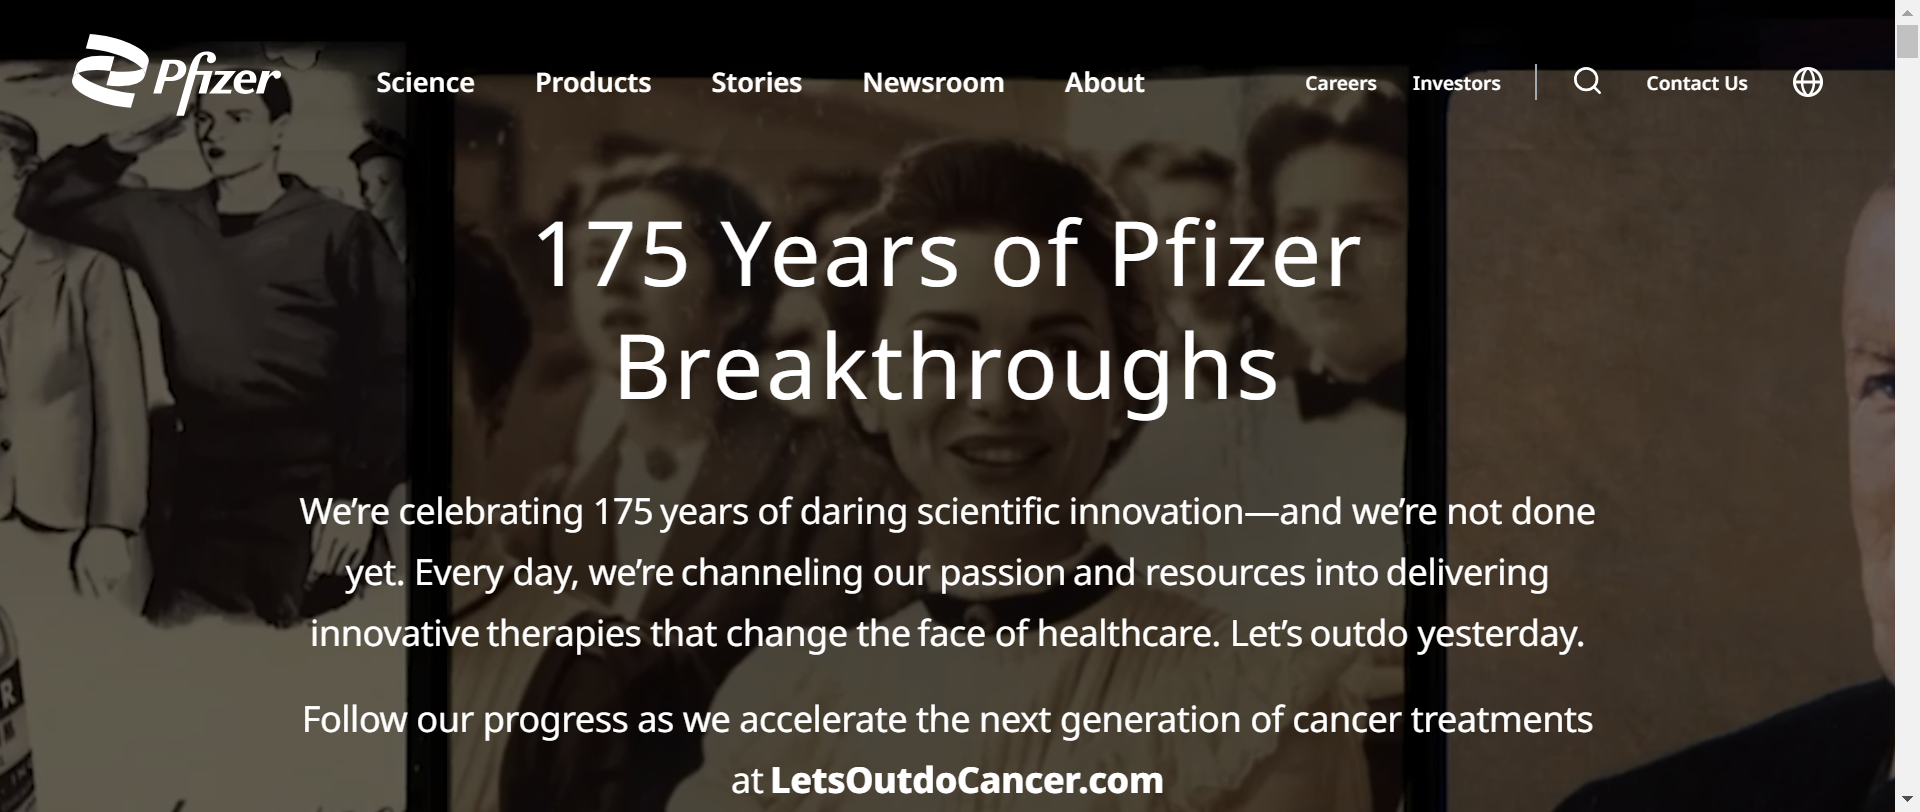 Pfizer
Science Products Stories Newsroom About Careers Investors Contact Us
175 Years of Pfizer
Breakthroughs
We’re celebrating 175 years of daring scientific innovation—and we’re not done
yet. Every day, we’re channeling our passion and resources into delivering
innovative therapies that change the face of healthcare. Let’s outdo yesterday.
Follow our progress as we accelerate the next generation of cancer treatments
at LetsOutdoCancer.com